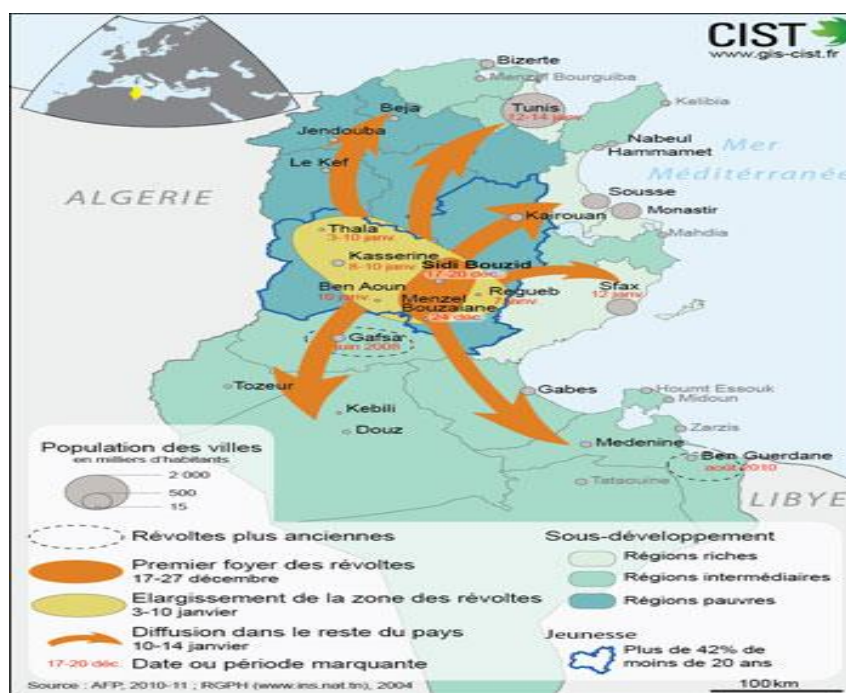 CIST
www.gis-cist.fr
Bizerte
Menzel Bourguiba
Tunis
12-14 janv.
Kelibia
Beja
Jendouba
Nabeul
Hammamet
Mer
Méditérranée
Le Kef
ALGERIE
Sousse
Monastir
Kairouan
Mahdia
Thala
3-10 janv.
Kasserine
8-10 janv.
Sidi Bouzid
17-20 déc.
Ben Aoun
10 janv.
Menzel
Bouzaiane
24 déc.
Regueb
7 janv.
Sfax
12 janv.
Gafsa
juin 2008
Tozeur
Kebili
Douz
Gabes
Houmt Essouk
Midoun
Zarzis
Medenine
Ben Guerdane
août 2010
Tataouine
LIBYE
Population des villes
en milliers d'habitants
2 000
500
15
Révoltes plus anciennes
Premier foyer des révoltes
17-27 décembre
Elargissement de la zone des révoltes
3-10 janvier
Diffusion dans le reste du pays
10-14 janvier
17-20 déc. Date ou période marquante
Sous-développement
Régions riches
Régions intermédiaires
Régions pauvres
Jeunesse
Plus de 42% de
moins de 20 ans
Source : AFP, 2010-11 ; RGPH (www.ins.nat.tn), 2004
100km